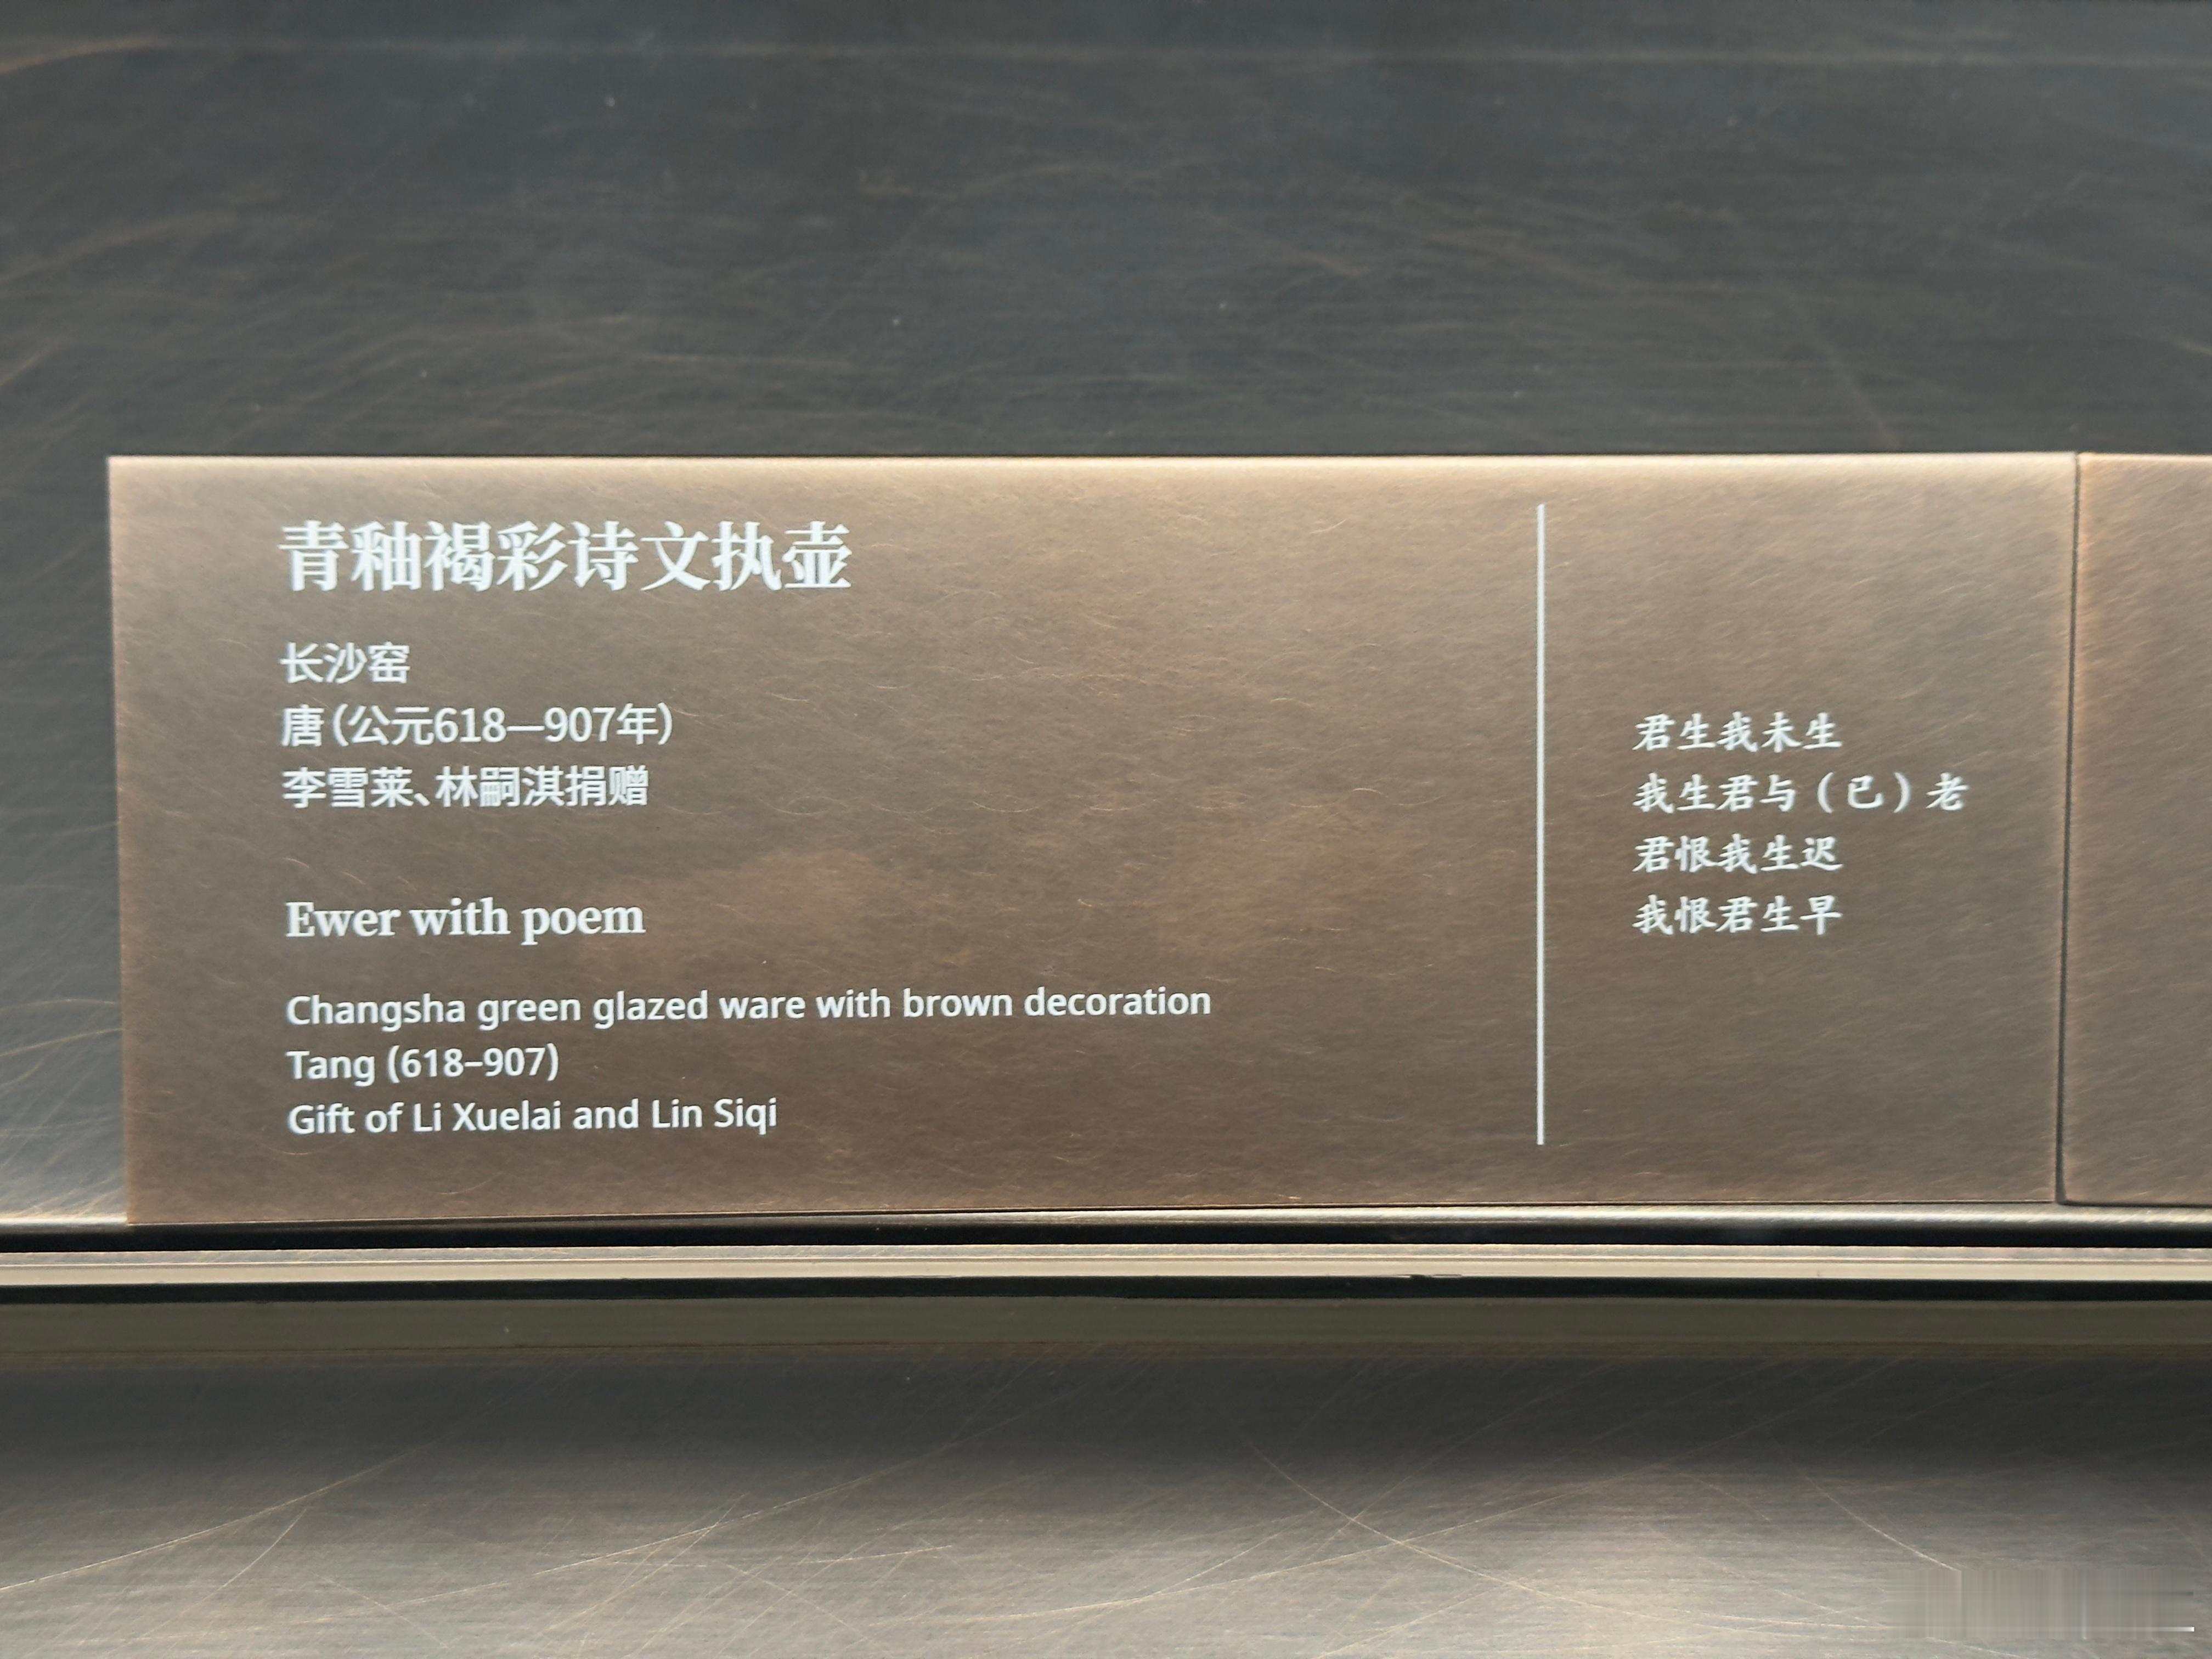 青釉褐彩诗文执壶
长沙窑
唐（公元618—907年）
李雪莱、林嗣淇捐赠
Ewer with poem
Changsha green glazed ware with brown decoration
Tang (618–907)
Gift of Li Xuelai and Lin Siqi
君生我未生
我生君与（已）老
君恨我生迟
我恨君生早